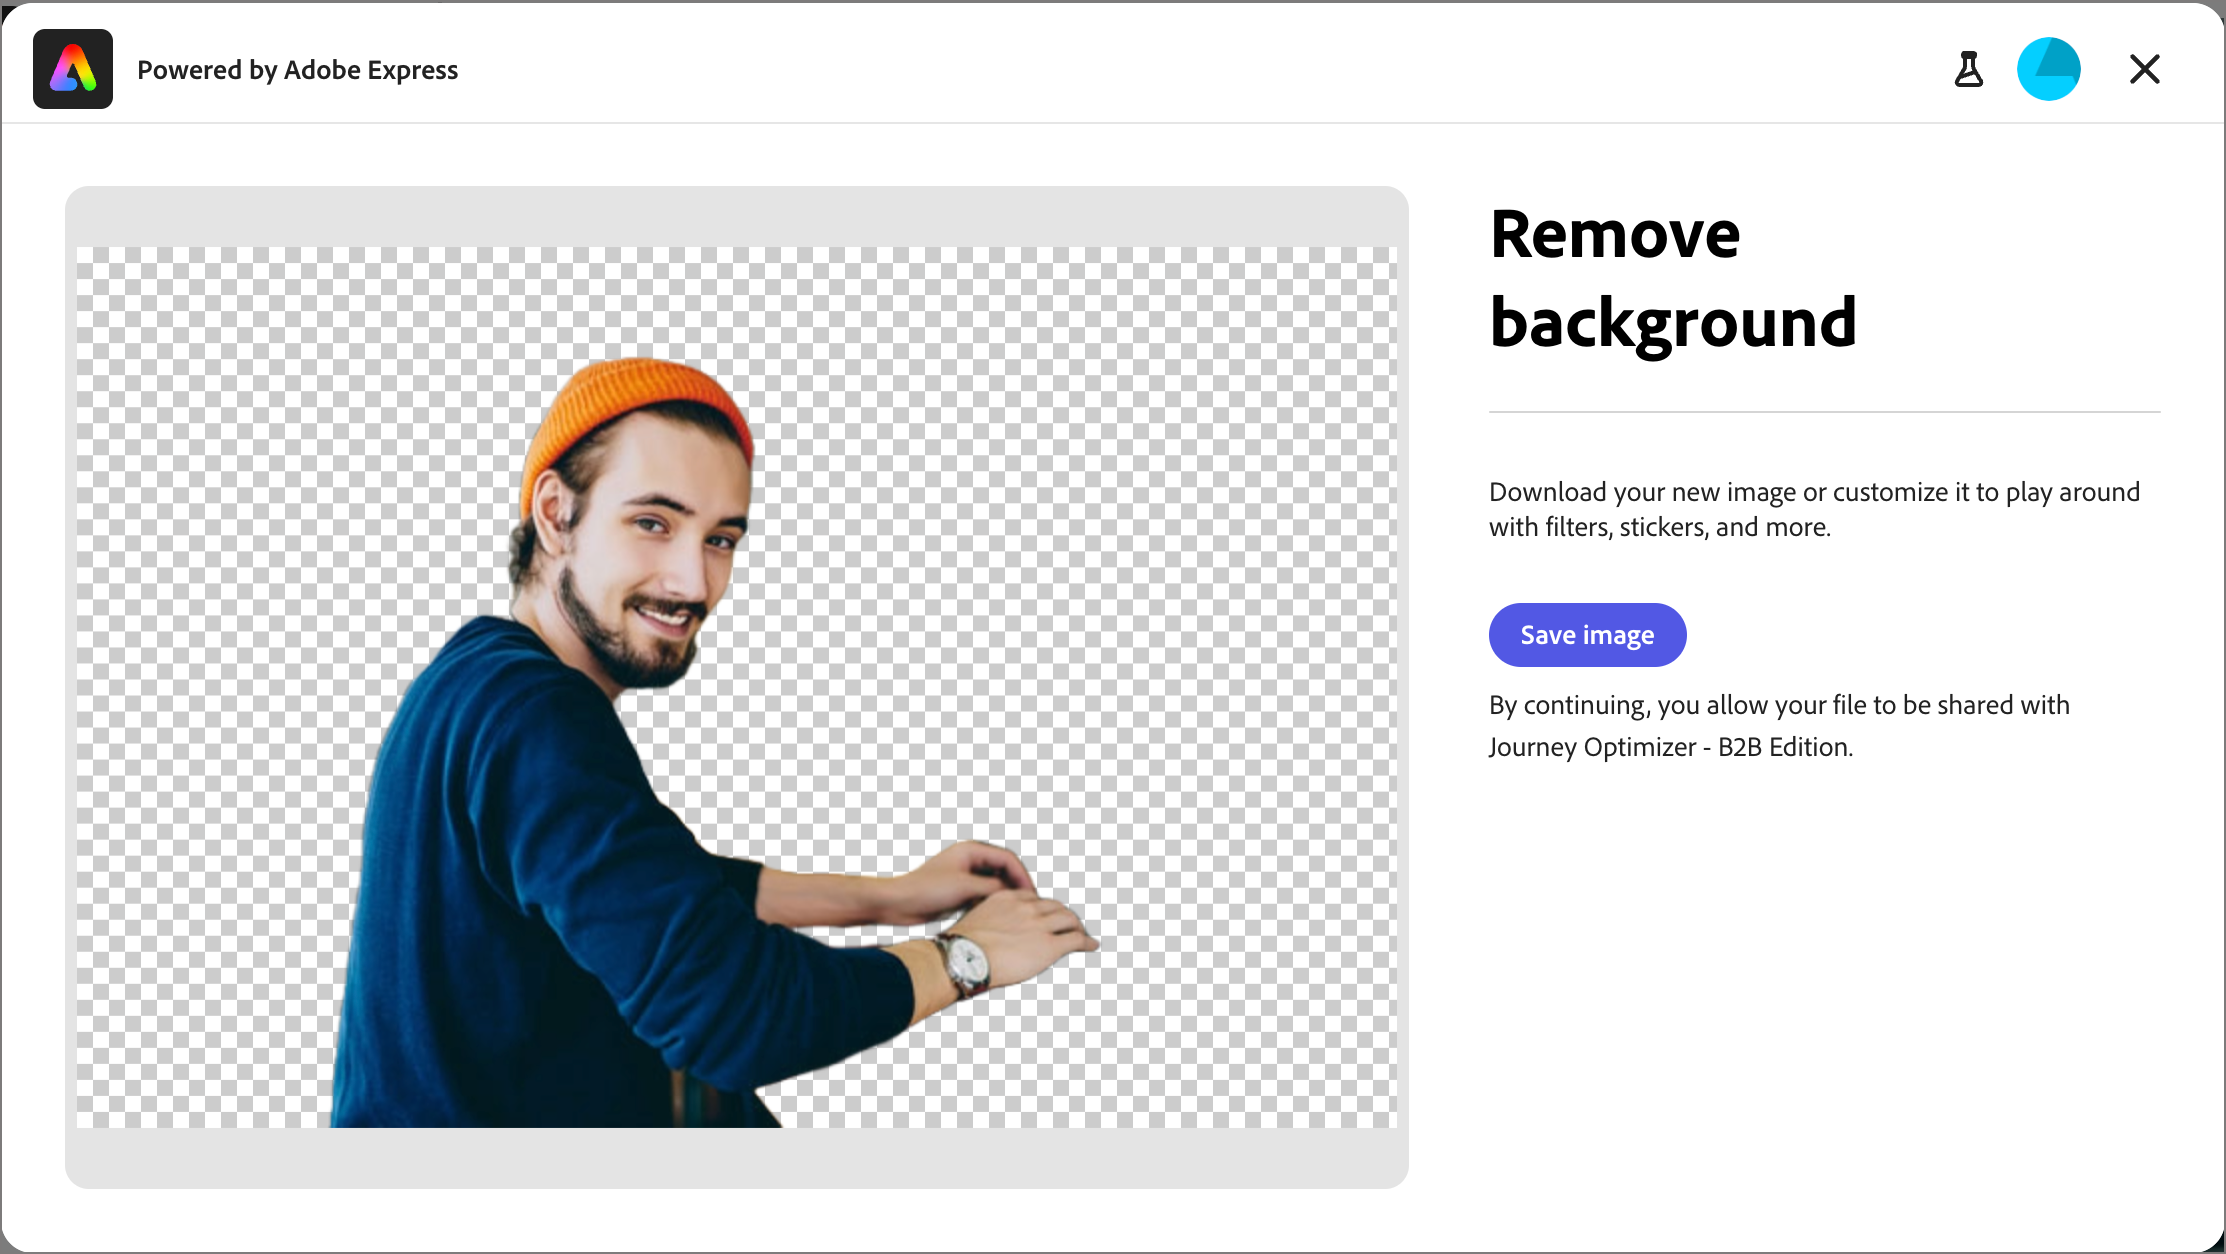 Powered by Adobe Express
Remove
background
Download your new image or customize it to play around
with filters, stickers, and more.
Save image
By continuing, you allow your file to be shared with
Journey Optimizer - B2B Edition.